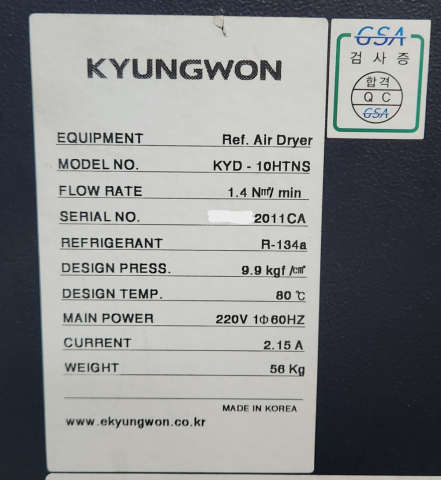 KYUNGWON
EQUIPMENT Ref. Air Dryer
MODEL NO. KYD - 10HTNS
FLOW RATE 1.4 N㎥/ min
SERIAL NO. 2011CA
REFRIGERANT R-134a
DESIGN PRESS. 9.9 kgf /㎠
DESIGN TEMP. 80 ℃
MAIN POWER 220V 1Φ60HZ
CURRENT 2.15 A
WEIGHT 56 Kg
MADE IN KOREA
www.ekyungwon.co.kr
GSA
검 사 증
합격
Q C
GSA